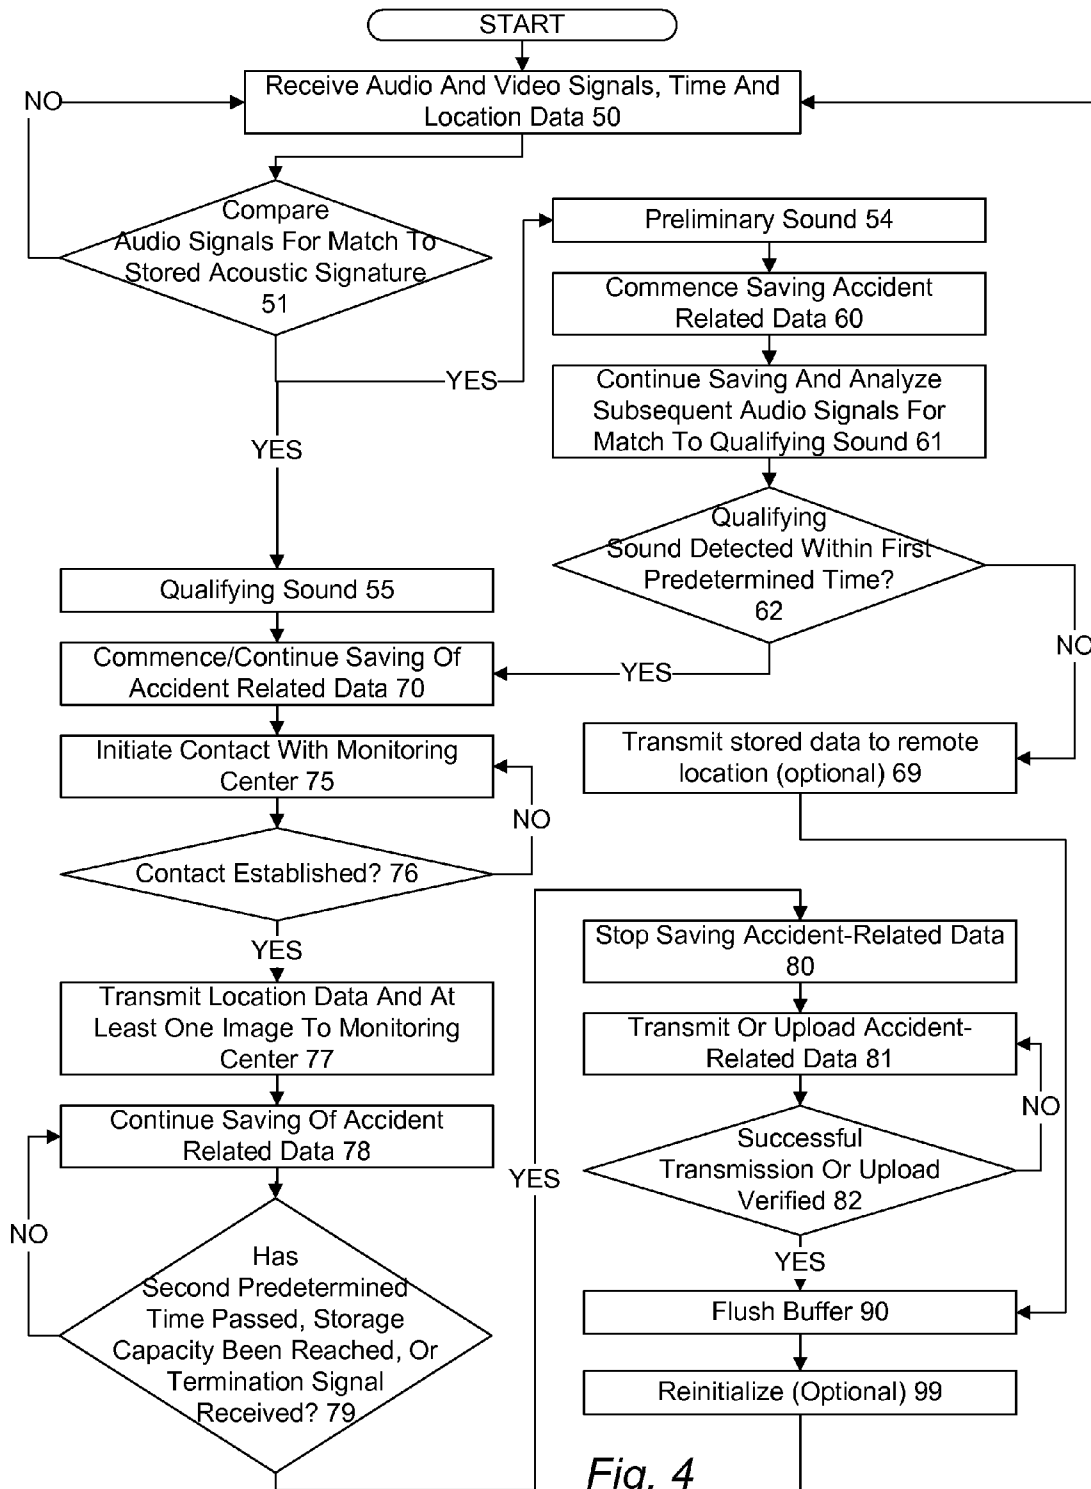 START
Receive Audio And Video Signals, Time And
Location Data 50
NO
Compare
Audio Signals For Match To
Stored Acoustic Signature
51
YES
YES
Preliminary Sound 54
Commence Saving Accident
Related Data 60
Continue Saving And Analyze
Subsequent Audio Signals For
Match To Qualifying Sound 61
Qualifying
Sound Detected Within First
Predetermined Time?
62
NO
YES
Qualifying Sound 55
Commence/Continue Saving Of
Accident Related Data 70
Initiate Contact With Monitoring
Center 75
NO
Contact Established? 76
YES
Transmit Location Data And At
Least One Image To Monitoring
Center 77
Continue Saving Of Accident
Related Data 78
NO
Has
Second Predetermined
Time Passed, Storage
Capacity Been Reached, Or
Termination Signal
Received? 79
YES
Transmit stored data to remote
location (optional) 69
Stop Saving Accident-Related Data
80
Transmit Or Upload Accident-
Related Data 81
NO
Successful
Transmission Or Upload
Verified 82
YES
Flush Buffer 90
Reinitialize (Optional) 99
Fig. 4